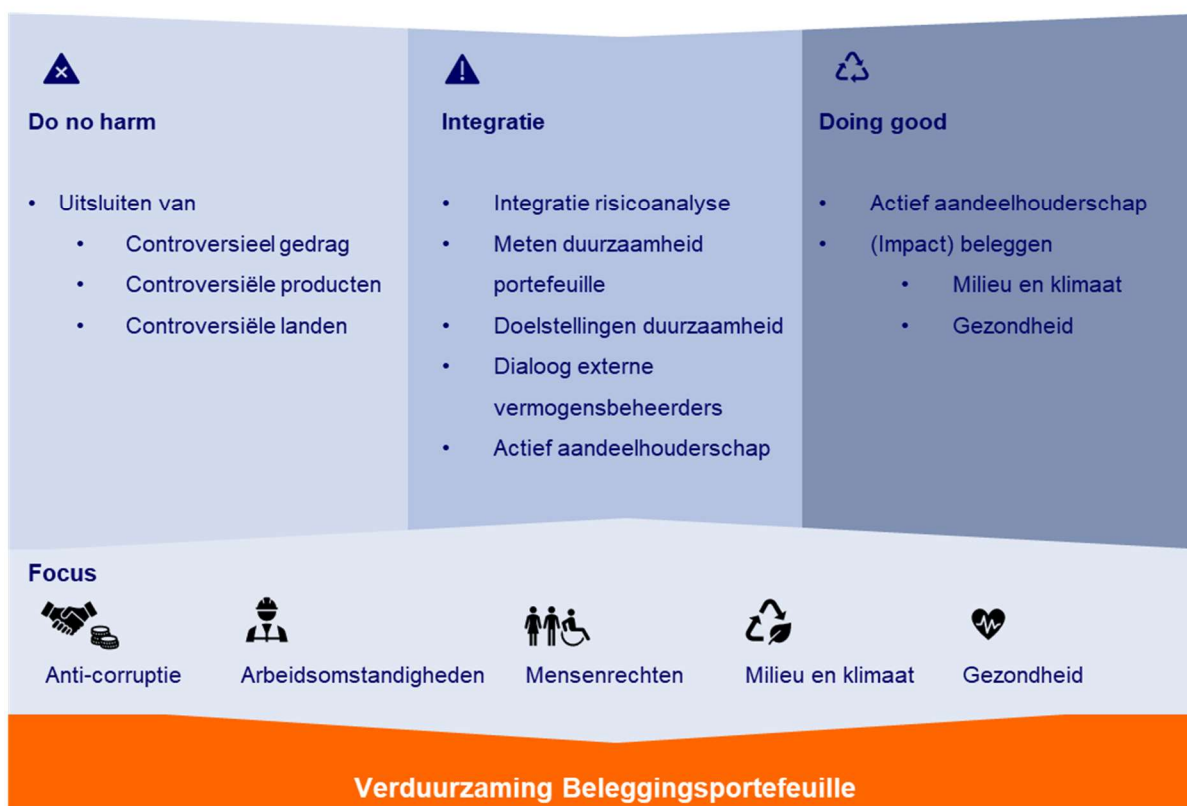 Do no harm
• Uitsluiten van
• Controversieel gedrag
• Controversiële producten
• Controversiële landen
Integratie
• Integratie risicoanalyse
• Meten duurzaamheid
portefeuille
• Doelstellingen duurzaamheid
• Dialoog externe
vermogensbeheerders
• Actief aandeelhouderschap
Doing good
• Actief aandeelhouderschap
• (Impact) beleggen
• Milieu en klimaat
• Gezondheid
Focus
Anti-corruptie
Arbeidsomstandigheden
Mensenrechten
Milieu en klimaat
Gezondheid
Verduurzaming Beleggingsportefeuille